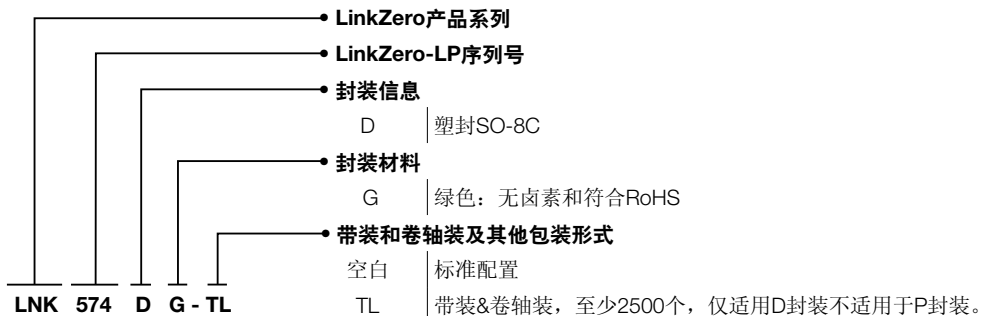 LinkZero产品系列
LinkZero-LP序列号
封装信息
D 塑封SO-8C
封装材料
G 绿色：无卤素和符合RoHS
带装和卷轴装及其他包装形式
空白 标准配置
TL 带装&卷轴装，至少2500个，仅适用D封装不适用于P封装。
LNK 574 D G - TL